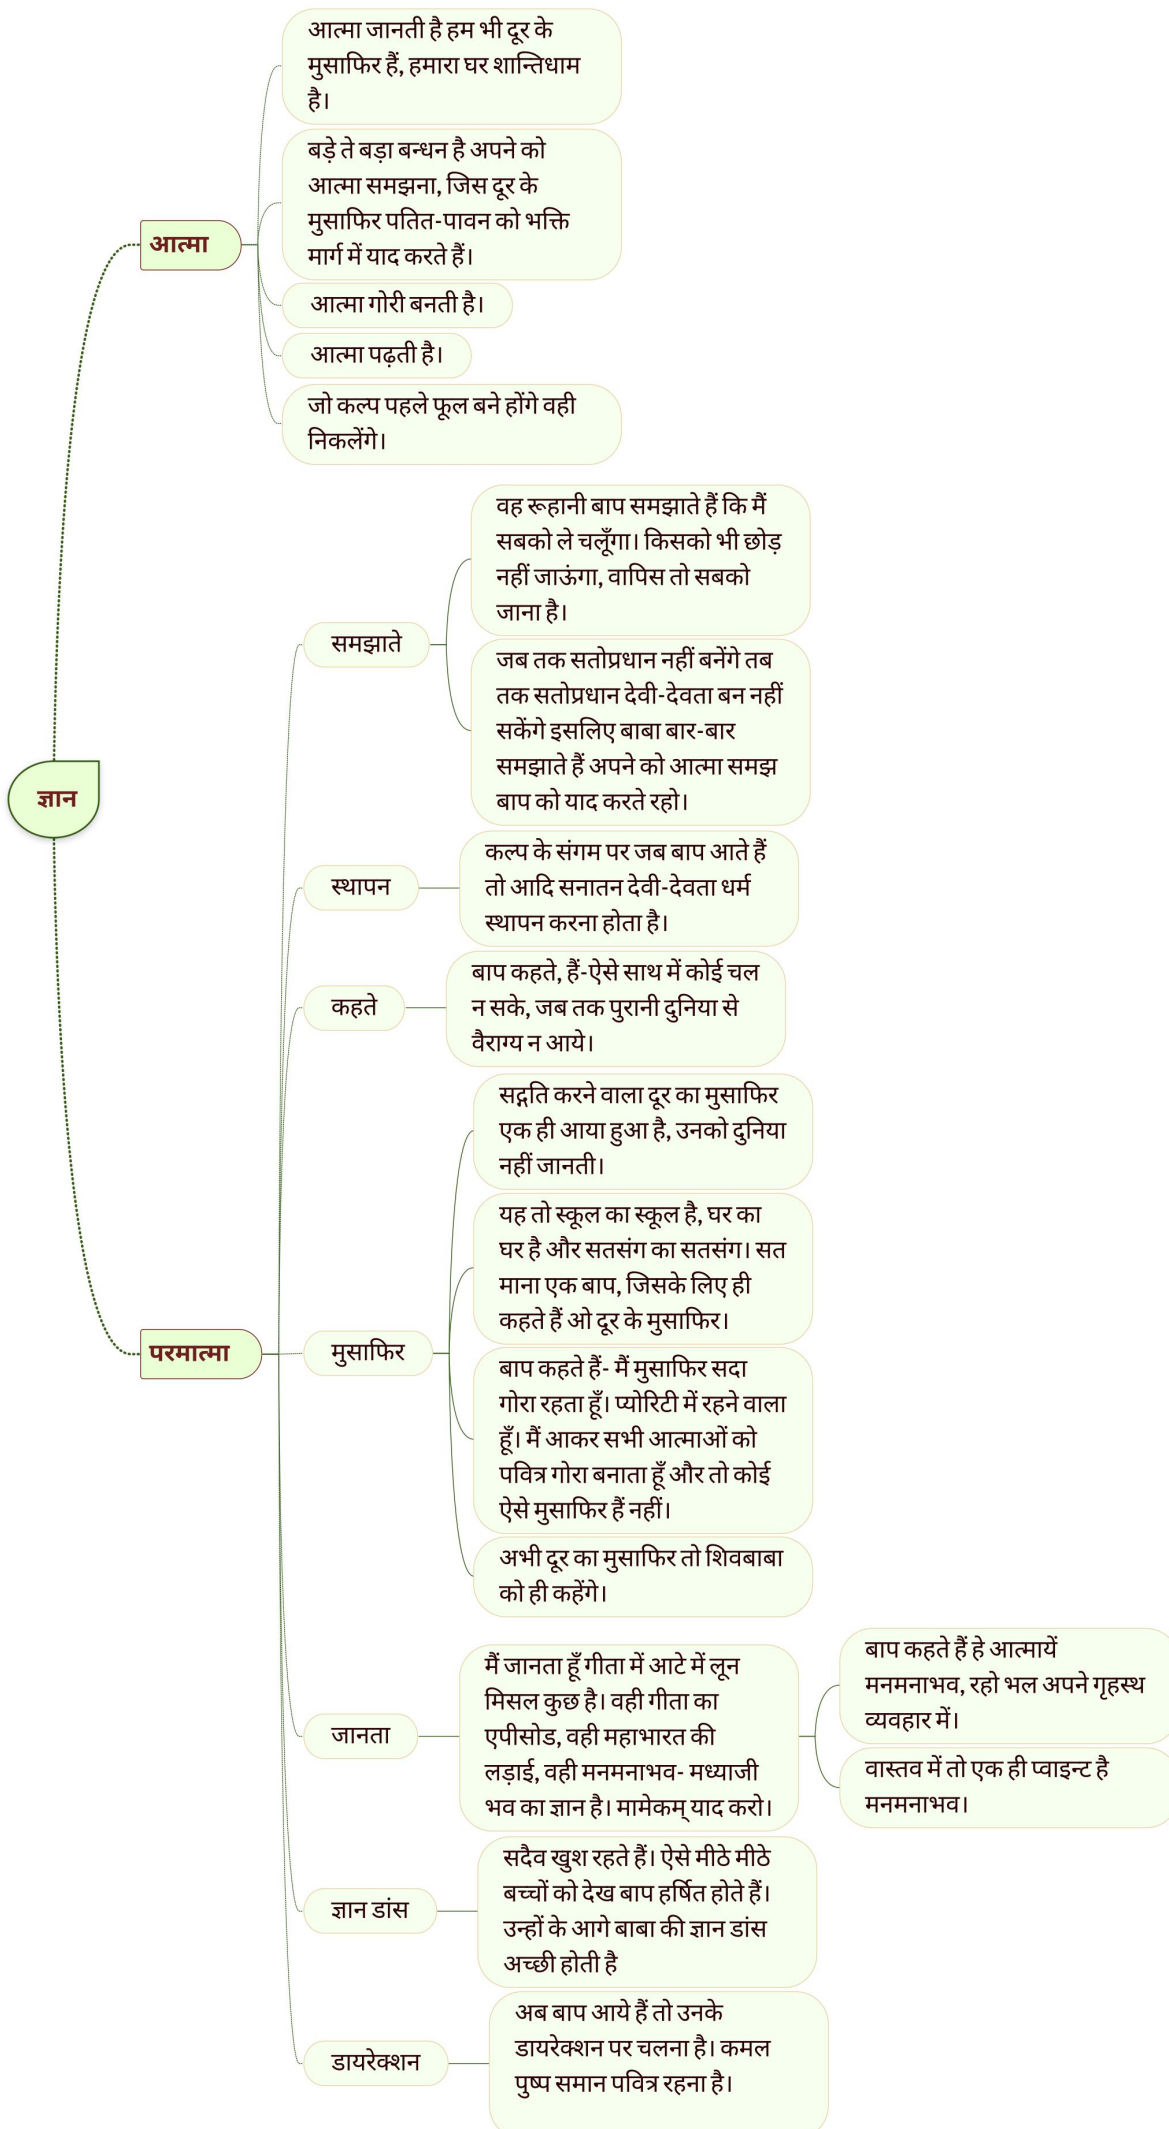 आत्मा जानती है हम भी दूर के
मुसाफिर हैं, हमारा घर शान्तिधाम
है।
बड़े ते बड़ा बन्धन है अपने को
आत्मा समझना, जिस दूर के
मुसाफिर पतित-पावन को भक्ति
मार्ग में याद करते हैं।
आत्मा
आत्मा गोरी बनती है।
आत्मा पढ़ती है।
जो कल्प पहले फूल बने होंगे वही
निकलेंगे।
ज्ञान
वह रूहानी बाप समझाते हैं कि मैं
सबको ले चलूँगा। किसको भी छोड़
नहीं जाऊंगा, वापिस तो सबको
जाना है।
समझाते
जब तक सतोप्रधान नहीं बनेंगे तब
तक सतोप्रधान देवी-देवता बन नहीं
सकेंगे इसलिए बाबा बार-बार
समझाते हैं अपने को आत्मा समझ
बाप को याद करते रहो।
स्थापन
कल्प के संगम पर जब बाप आते हैं
तो आदि सनातन देवी-देवता धर्म
स्थापन करना होता है।
कहते
बाप कहते, हैं-ऐसे साथ में कोई चल
न सके, जब तक पुरानी दुनिया से
वैराग्य न आये।
परमात्मा
मुसाफिर
सद्गति करने वाला दूर का मुसाफिर
एक ही आया हुआ है, उनको दुनिया
नहीं जानती।
यह तो स्कूल का स्कूल है, घर का
घर है और सतसंग का सतसंग। सत
माना एक बाप, जिसके लिए ही
कहते हैं ओ दूर के मुसाफिर।
बाप कहते हैं- मैं मुसाफिर सदा
गोरा रहता हूँ। प्योरिटी में रहने वाला
हूँ। मैं आकर सभी आत्माओं को
पवित्र गोरा बनाता हूँ और तो कोई
ऐसे मुसाफिर हैं नहीं।
अभी दूर का मुसाफिर तो शिवबाबा
को ही कहेंगे।
जानता
मैं जानता हूँ गीता में आटे में लून
मिसल कुछ है। वही गीता का
एपीसोड, वही महाभारत की
लड़ाई, वही मनमनाभव- मध्याजी
भव का ज्ञान है। मामेकम् याद करो।
बाप कहते हैं हे आत्मायें
मनमनाभव, रहो भल अपने गृहस्थ
व्यवहार में।
वास्तव में तो एक ही प्वाइन्ट है
मनमनाभव।
ज्ञान डांस
सदैव खुश रहते हैं। ऐसे मीठे मीठे
बच्चों को देख बाप हर्षित होते हैं।
उन्हों के आगे बाबा की ज्ञान डांस
अच्छी होती है
डायरेक्शन
अब बाप आये हैं तो उनके
डायरेक्शन पर चलना है। कमल
पुष्प समान पवित्र रहना है।